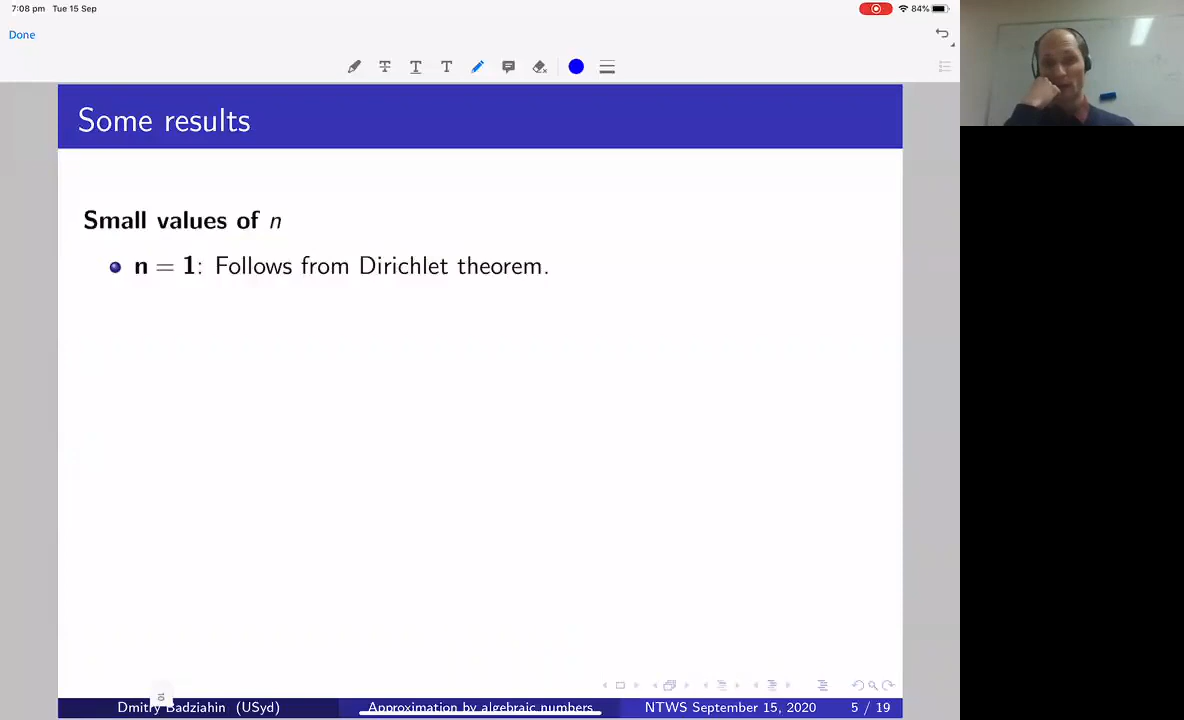 7:08 pm Tue 15 Sep
84%
Done
T T T
Some results
Small values of n
n = 1: Follows from Dirichlet theorem.
10
Dmitry Badziahin (USyd)
Approximation by algebraic numbers
NTWS September 15, 2020
5 / 19